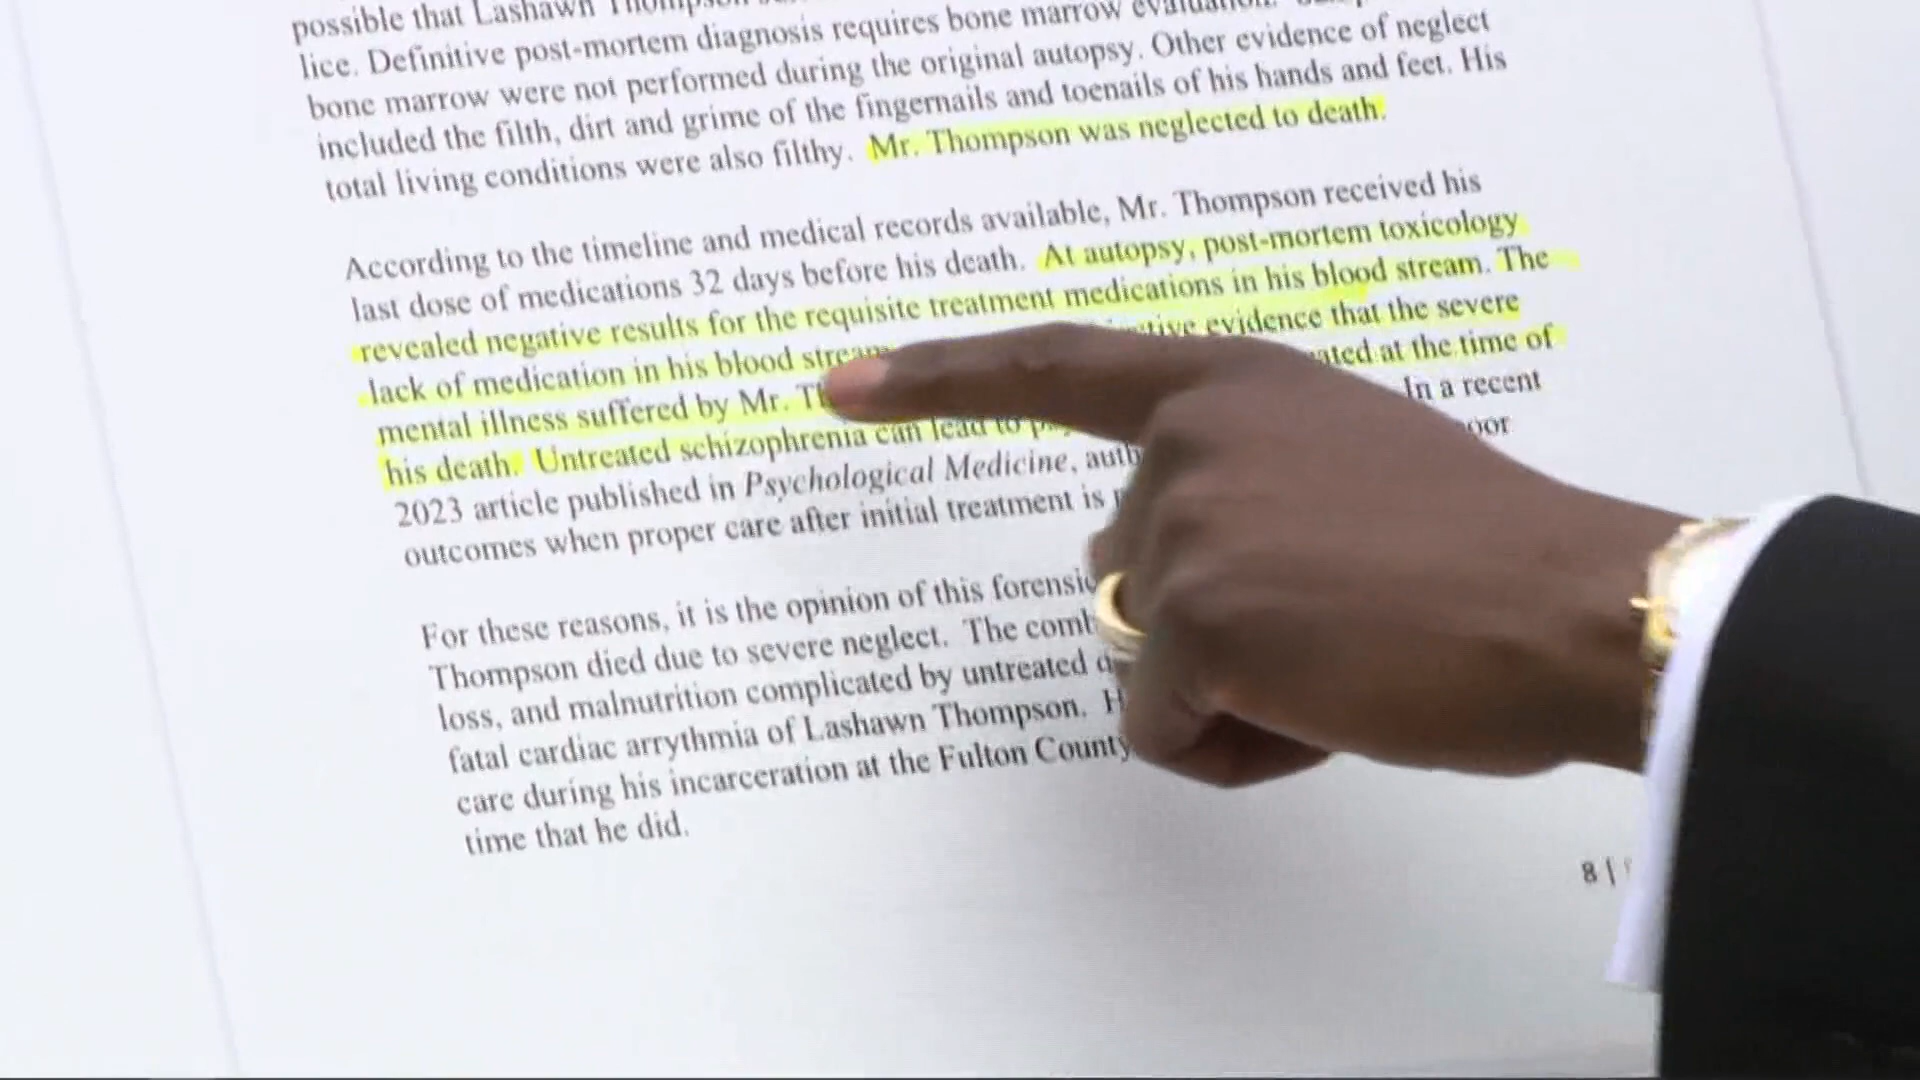 possible that Lashawn Thompson
lice. Definitive post-mortem diagnosis requires bone marrow evaluation.
bone marrow were not performed during the original autopsy. Other evidence of neglect
included the filth, dirt and grime of the fingernails and toenails of his hands and feet. His
total living conditions were also filthy. Mr. Thompson was neglected to death.
According to the timeline and medical records available, Mr. Thompson received his
last dose of medications 32 days before his death. At autopsy, post-mortem toxicology
revealed negative results for the requisite treatment medications in his blood stream. The
lack of medication in his blood stream evidence that the severe
mental illness suffered by Mr. at the time of
his death. Untreated schizophrenia can lead to In a recent
2023 article published in Psychological Medicine,
outcomes when proper care after initial treatment is
For these reasons, it is the opinion of this
Thompson died due to severe neglect. The
loss, and malnutrition complicated by untreated
fatal cardiac arrythmia of Lashawn Thompson.
care during his incarceration at the Fulton County
time that he did.
8 |